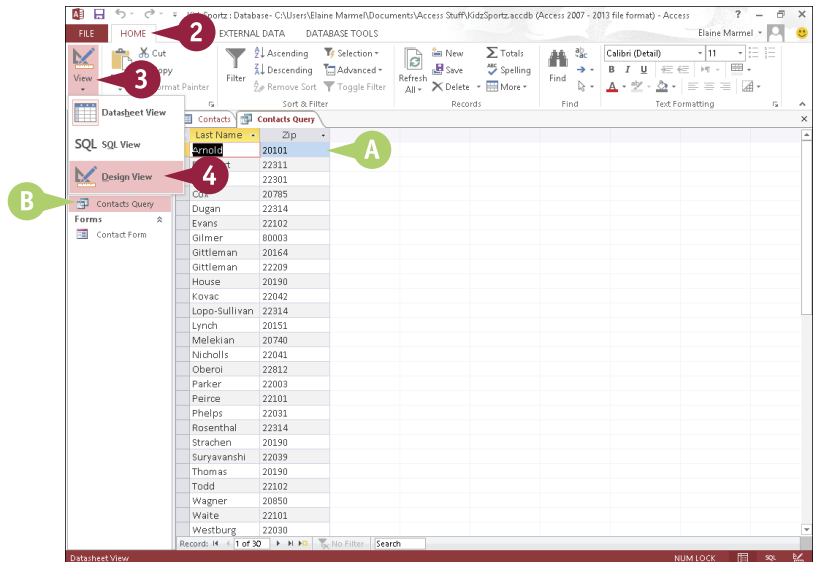 KidzSportz : Database- C:\Users\Elaine Marmel\Documents\Access Stuff\KidzSportz.accdb (Access 2007 - 2013 file format) - Access
FILE HOME 2 EXTERNAL DATA DATABASE TOOLS Elaine Marmel
View
3
Cut
Painter
Filter
Ascending
Descending
Remove Sort
Selection
Advanced
Toggle Filter
Sort & Filter
Refresh All
New
Save
Delete
Totals
Spelling
More
Records
Find
Find
Calibri (Detail) 11
B I U
A
Text Formatting
Datasheet View
SQL SQL View
Design View
4
B
Contacts Query
Forms
Contact Form
Contacts Contacts Query
Last Name Zip
Arnold 20101
A
22311
22301
Cox 20785
Dugan 22314
Evans 22102
Gilmer 80003
Gittleman 20164
Gittleman 22209
House 20190
Kovac 22042
Lopo-Sullivan 22314
Lynch 20151
Melekian 20740
Nicholls 22041
Oberoi 22812
Parker 22003
Peirce 22101
Phelps 22031
Rosenthal 22314
Strachen 20190
Suryavanshi 22039
Thomas 20190
Todd 22102
Wagner 20850
Waite 22101
Westburg 22030
Record: 1 of 30 No Filter Search
Datasheet View NUM LOCK SQL